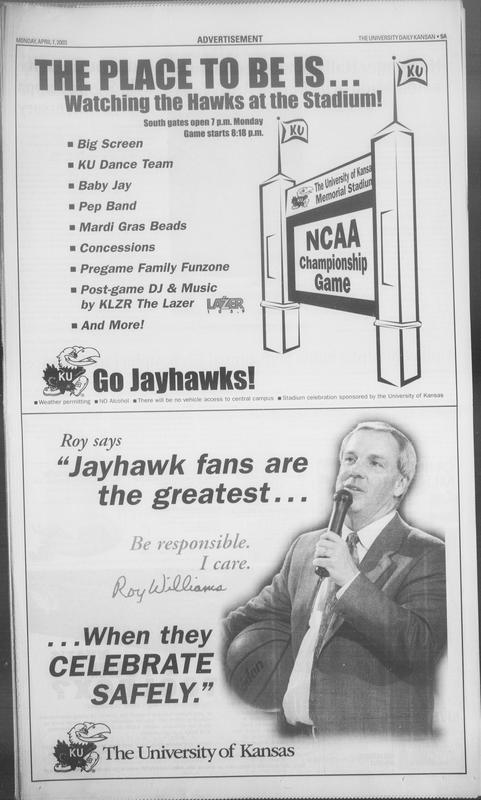 MONDAY, APRIL 7, 2003 ADVERTISEMENT THE UNIVERSITY DAILY KANSAN • 5A
THE PLACE TO BE IS...
Watching the Hawks at the Stadium!
South gates open 7 p.m. Monday
Game starts 8:18 p.m.
■ Big Screen
■ KU Dance Team
■ Baby Jay
■ Pep Band
■ Mardi Gras Beads
■ Concessions
■ Pregame Family Funzone
■ Post-game DJ & Music
by KLZR The Lazer
LAZER
105.9
■ And More!
KU
KU
The University of Kansas
Memorial Stadium
NCAA
Championship
Game
KU
Go Jayhawks!
■ Weather permitting ■ NO Alcohol ■ There will be no vehicle access to central campus ■ Stadium celebration sponsored by the University of Kansas
Roy says
“Jayhawk fans are
the greatest...
Be responsible.
I care.
Roy Williams
...When they
CELEBRATE
SAFELY.”
KU
The University of Kansas